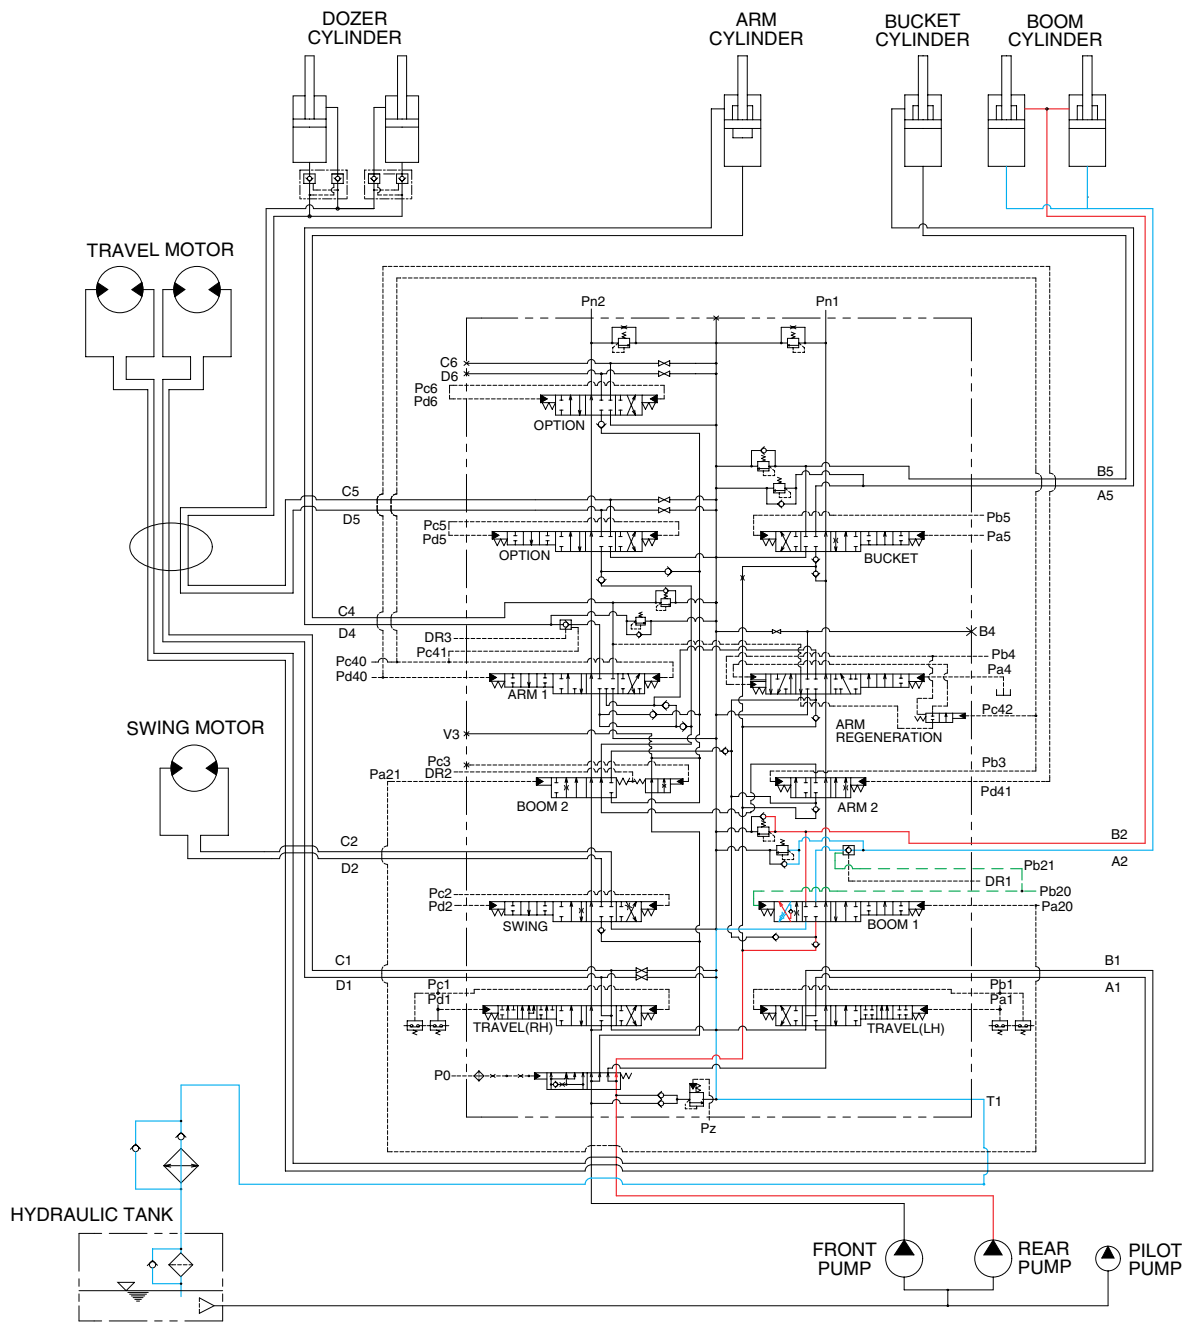 DOZER
CYLINDER
ARM
CYLINDER
BUCKET
CYLINDER
BOOM
CYLINDER
TRAVEL MOTOR
Pn2
Pn1
C6
D6
Pc6
Pd6
OPTION
C5
D5
B5
A5
Pc5
Pd5
OPTION
Pb5
Pa5
BUCKET
C4
D4
DR3
Pc41
B4
Pc40
Pd40
ARM 1
Pb4
Pa4
Pc42
ARM
REGENERATION
SWING MOTOR
V3
Pc3
DR2
Pa21
BOOM 2
Pb3
Pd41
ARM 2
C2
D2
B2
A2
Pb21
DR1
Pc2
Pd2
SWING
Pb20
Pa20
BOOM 1
C1
D1
B1
A1
Pc1
Pd1
TRAVEL(RH)
Pb1
Pa1
TRAVEL(LH)
P0
Pz
T1
HYDRAULIC TANK
FRONT
PUMP
REAR
PUMP
PILOT
PUMP